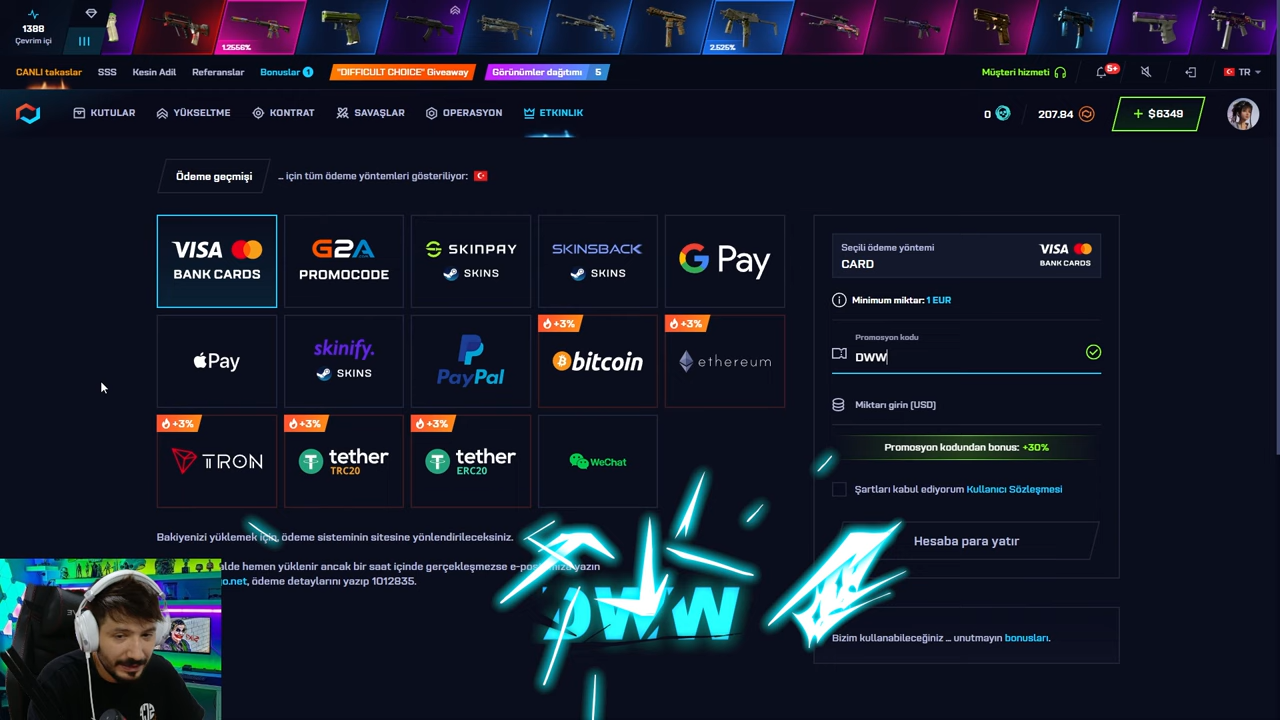 1388
Çevrim içi
1.2556%
2.525%
CANLI takaslar
SSS
Kesin Adil
Referanslar
Bonuslar 1
"DIFFICULT CHOICE" Giveaway
Görünümler dağıtımı 5
Müşteri hizmeti
5+
TR
KUTULAR
YÜKSELTME
KONTRAT
SAVAŞLAR
OPERASYON
ETKINLIK
0
207.84
+ $6349
Ödeme geçmişi
... için tüm ödeme yöntemleri gösteriliyor:
VISA
BANK CARDS
G2A
PROMOCODE
SKINPAY
SKINS
SKINSBACK
SKINS
G Pay
Pay
skinify.
SKINS
PayPal
+3%
bitcoin
+3%
ethereum
+3%
TRON
+3%
tether
TRC20
+3%
tether
ERC20
WeChat
Seçili ödeme yöntemi
CARD
VISA
BANK CARDS
Minimum miktar: 1 EUR
Promosyon kodu
DWW
Miktarı girin (USD)
Promosyon kodundan bonus: +30%
Şartları kabul ediyorum Kullanıcı Sözleşmesi
Hesaba para yatır
Bizim kullanabileceğiniz ... unutmayın bonusları.
Bakiyenizi yüklemek için, ödeme sisteminin sitesine yönlendirileceksiniz.
hemen yüklenir ancak bir saat içinde gerçekleşmezse e-postamıza yazın
.net, ödeme detaylarını yazıp 1012835.
DWW